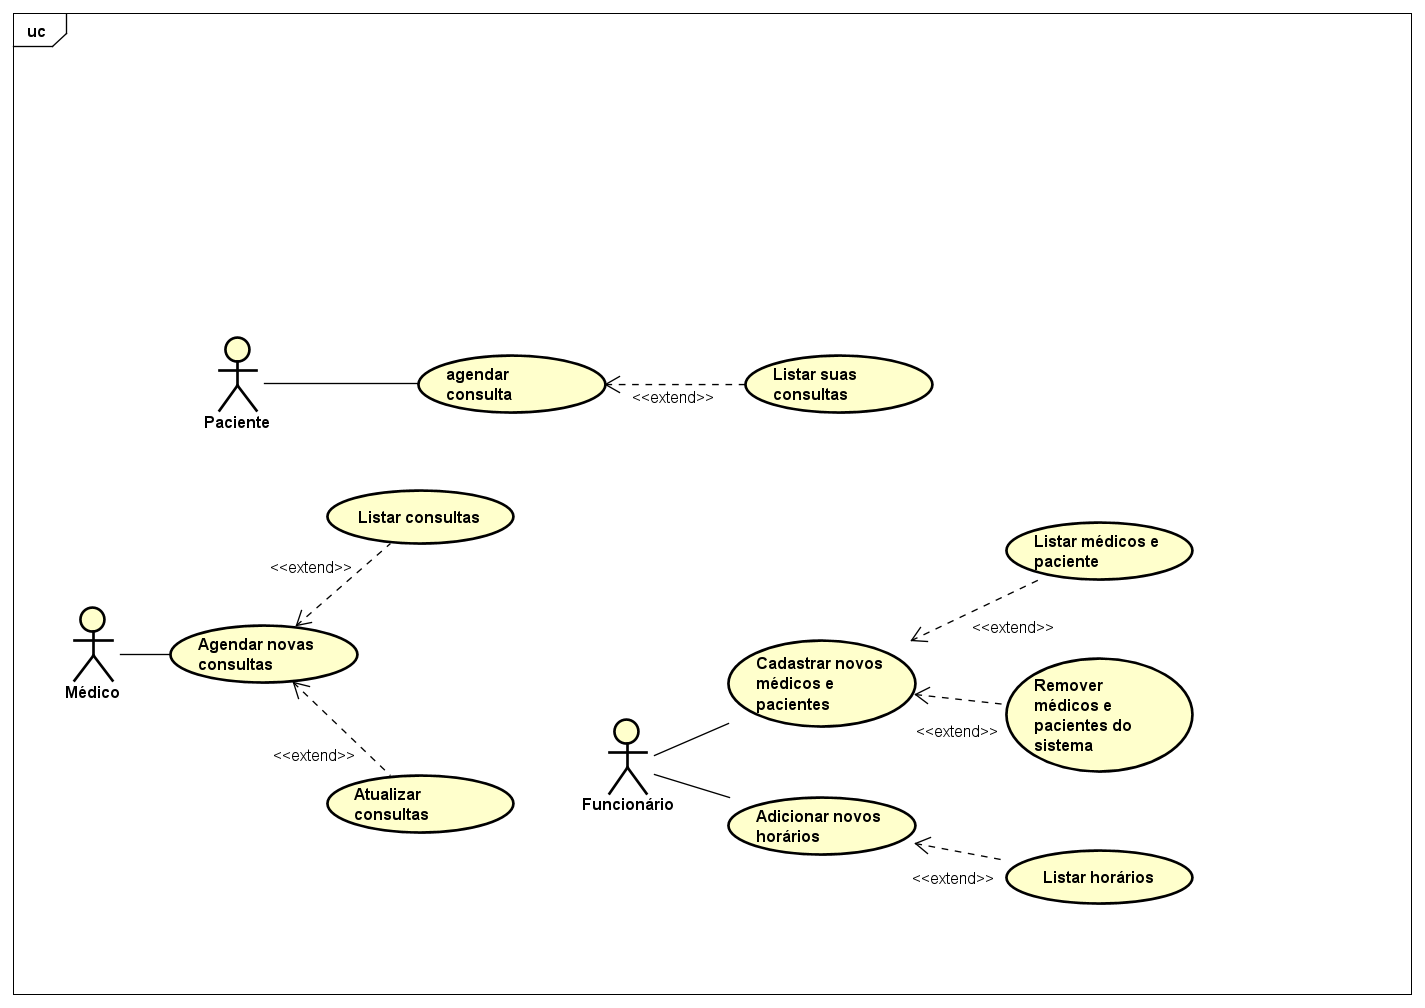 uc
agendar
consulta
<<extend>>
Listar suas
consultas
Paciente
Listar consultas
<<extend>>
Agendar novas
consultas
Médico
<<extend>>
Atualizar
consultas
Listar médicos e
paciente
<<extend>>
Cadastrar novos
médicos e
pacientes
Remover
médicos e
pacientes do
sistema
<<extend>>
Funcionário
Adicionar novos
horários
<<extend>>
Listar horários